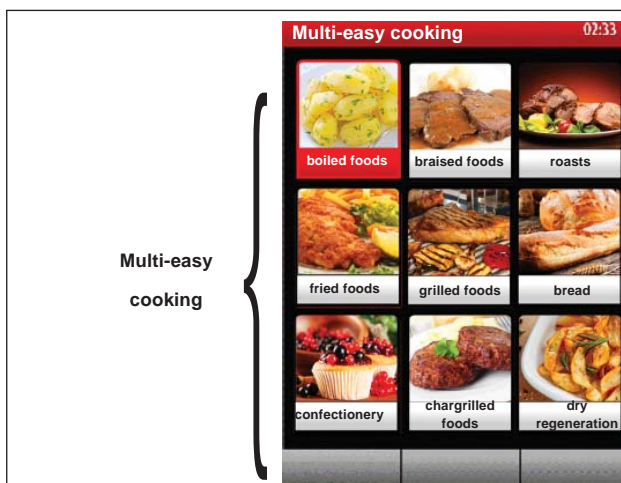 Multi-easy cooking 02:33
boiled foods braised foods roasts
Multi-easy
cooking
fried foods grilled foods bread
confectionery chargrilled
foods dry
regeneration